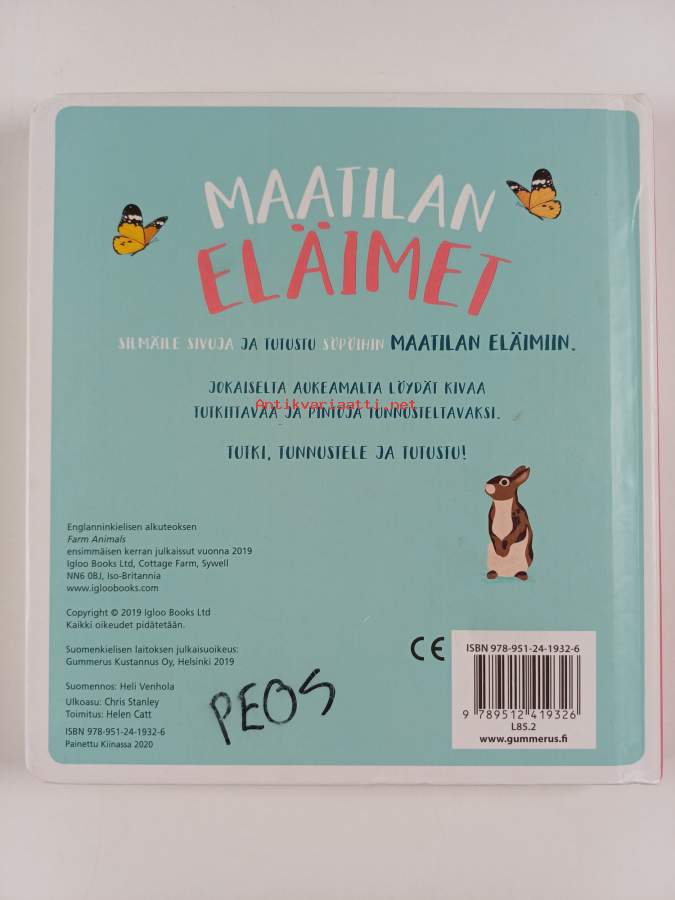 MAATILAN
ELÄIMET
SILMÄILE SIVUJA JA TUTUSTU SÖPÖIHIN MAATILAN ELÄIMIIN.
JOKAISELTA AUKEAMALTA LÖYDÄT KIVAA
Antikvariaatti.net
TUTKITTAVAA JA PINTOJA TUNNUSTELTAVAKSI.
TUTKI, TUNNUSTELE JA TUTUSTU!
Englanninkielisen alkuteoksen
Farm Animals
ensimmäisen kerran julkaissut vuonna 2019
Igloo Books Ltd, Cottage Farm, Sywell
NN6 0BJ, Iso-Britannia
www.igloobooks.com
Copyright © 2019 Igloo Books Ltd
Kaikki oikeudet pidätetään.
Suomenkielisen laitoksen julkaisuoikeus:
Gummerus Kustannus Oy, Helsinki 2019
Suomennos: Heli Venhola
Ulkoasu: Chris Stanley
Toimitus: Helen Catt
ISBN 978-951-24-1932-6
Painettu Kiinassa 2020
PEOS
CE
ISBN 978-951-24-1932-6
9 789512 419326
L85.2
www.gummerus.fi